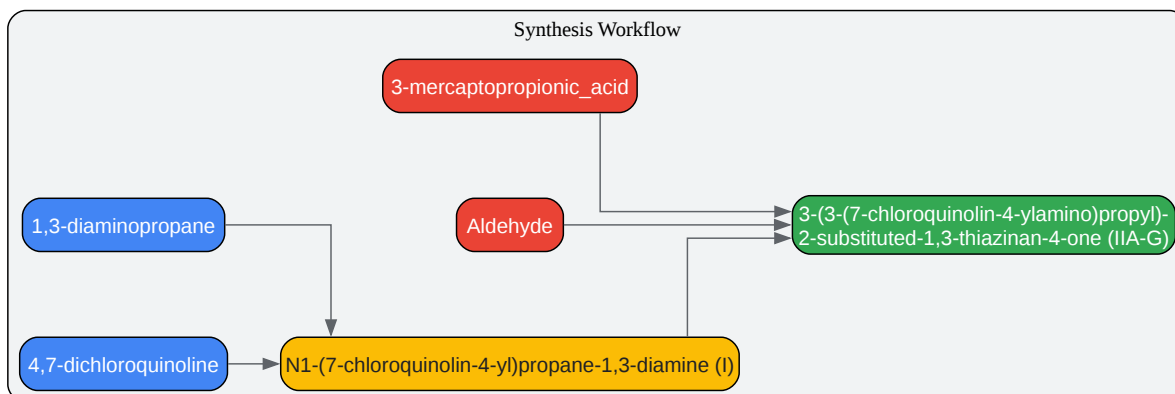 Synthesis Workflow
3-mercaptopropionic_acid
1,3-diaminopropane
Aldehyde
3-(3-(7-chloroquinolin-4-ylamino)propyl)-
2-substituted-1,3-thiazinan-4-one (IIA-G)
4,7-dichloroquinoline
N1-(7-chloroquinolin-4-yl)propane-1,3-diamine (I)